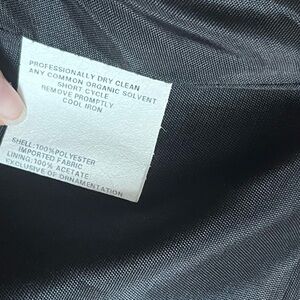 PROFESSIONALLY DRY CLEAN
ANY COMMON ORGANIC SOLVENT
SHORT CYCLE
REMOVE PROMPTLY
COOL IRON
SHELL:100%POLYESTER
IMPORTED FABRIC
LINING:100% ACETATE
EXCLUSIVE OF ORNAMENTATION